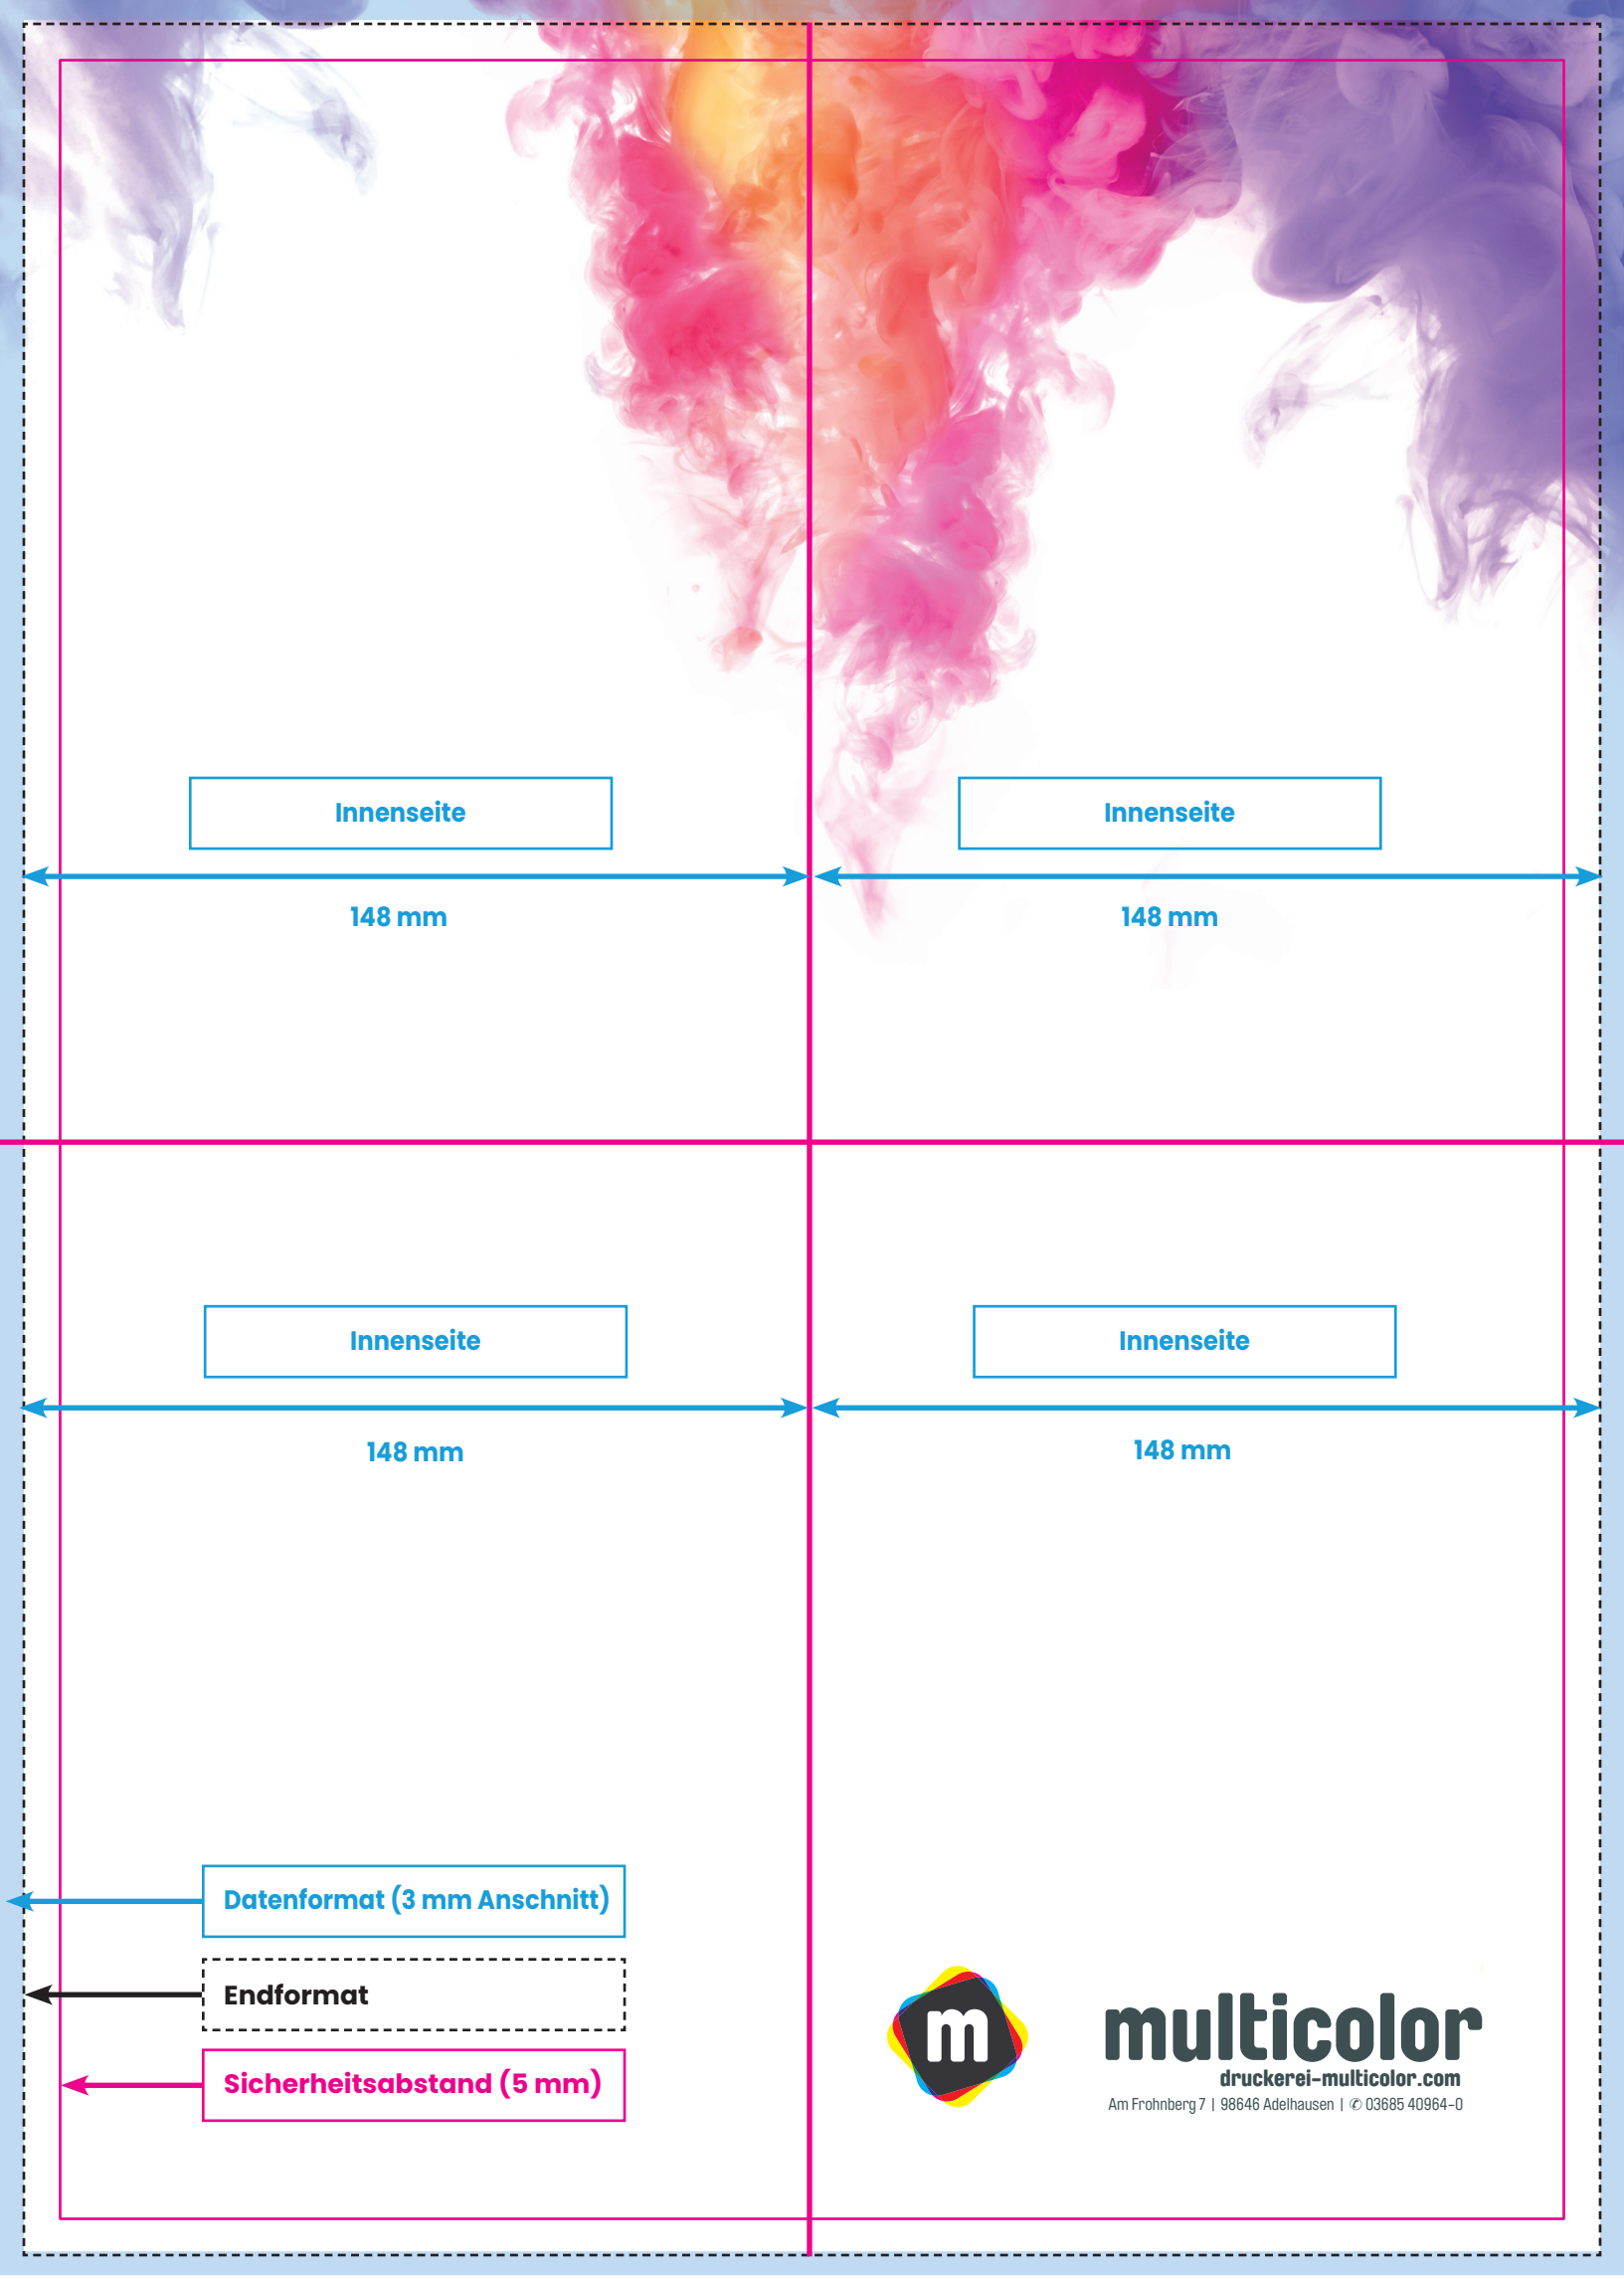 Innenseite
Innenseite
148 mm
148 mm
Innenseite
Innenseite
148 mm
148 mm
Datenformat (3 mm Anschnitt)
Endformat
Sicherheitsabstand (5 mm)
m
multicolor
druckerei-multicolor.com
Am Frohnberg 7 | 98646 Adelhausen | ✆ 03685 40964-0